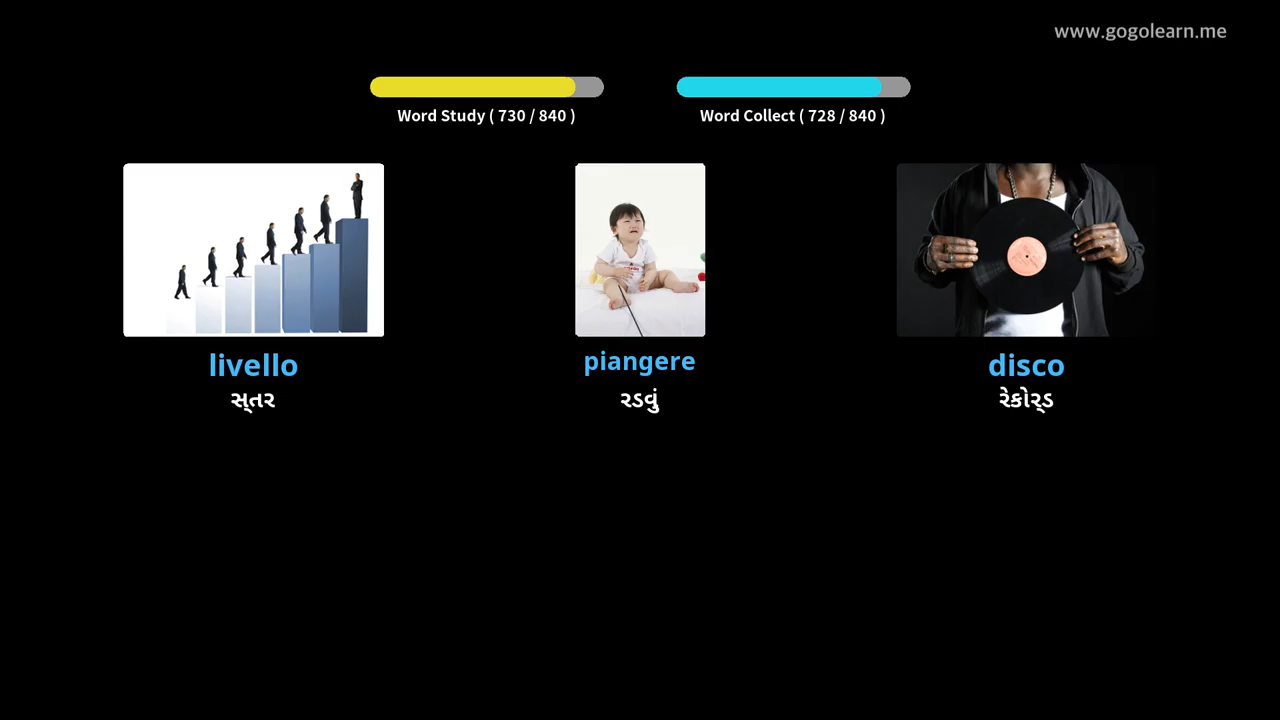 www.gogolearn.me
Word Study ( 730 / 840 )
Word Collect ( 728 / 840 )
livello
સ્તર
piangere
રડવું
disco
રેકોર્ડ